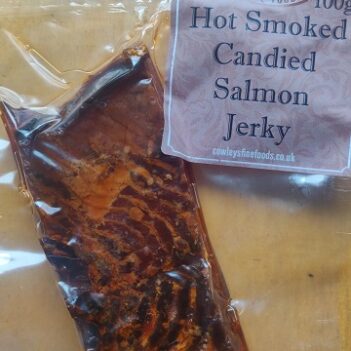 100g
Hot Smoked
Candied
Salmon
Jerky
cowleysfinefoods.co.uk